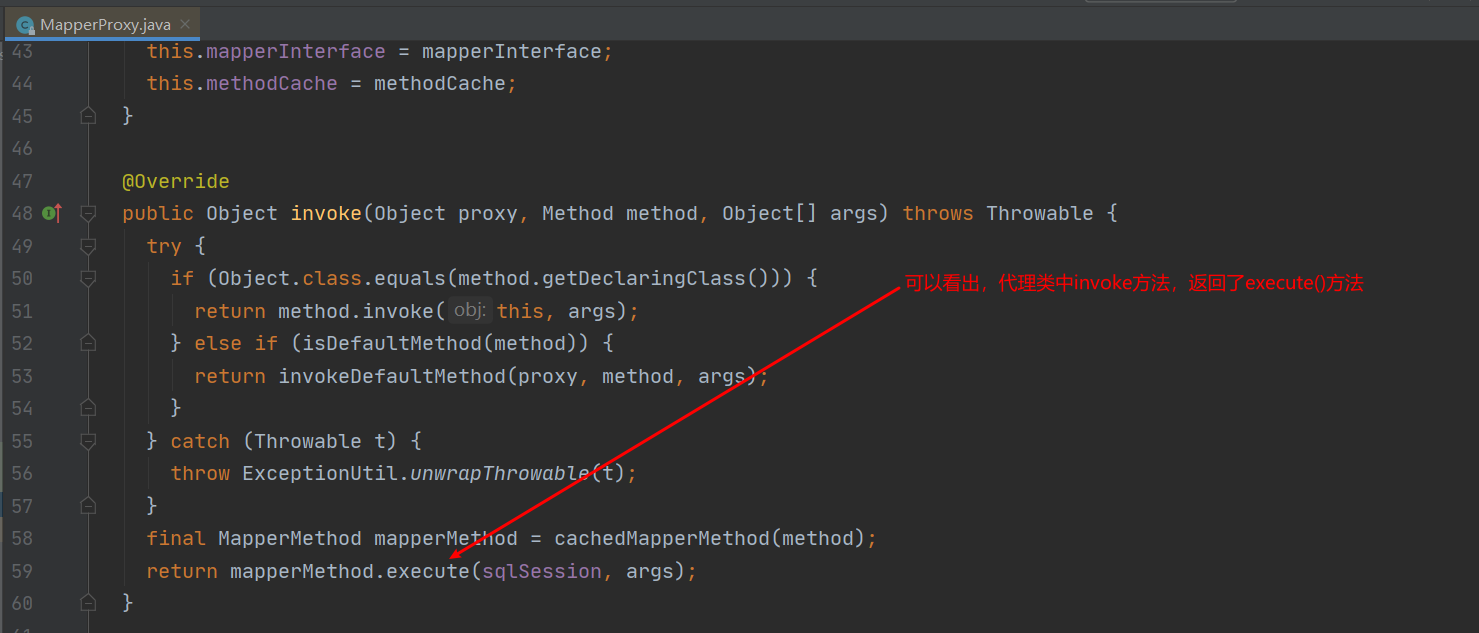 MapperProxy.java
43 this.mapperInterface = mapperInterface;
44 this.methodCache = methodCache;
45 }
46
47 @Override
48 public Object invoke(Object proxy, Method method, Object[] args) throws Throwable {
49 try {
50 if (Object.class.equals(method.getDeclaringClass())) {
可以看出，代理类中invoke方法，返回了execute()方法
51 return method.invoke( obj: this, args);
52 } else if (isDefaultMethod(method)) {
53 return invokeDefaultMethod(proxy, method, args);
54 }
55 } catch (Throwable t) {
56 throw ExceptionUtil.unwrapThrowable(t);
57 }
58 final MapperMethod mapperMethod = cachedMapperMethod(method);
59 return mapperMethod.execute(sqlSession, args);
60 }